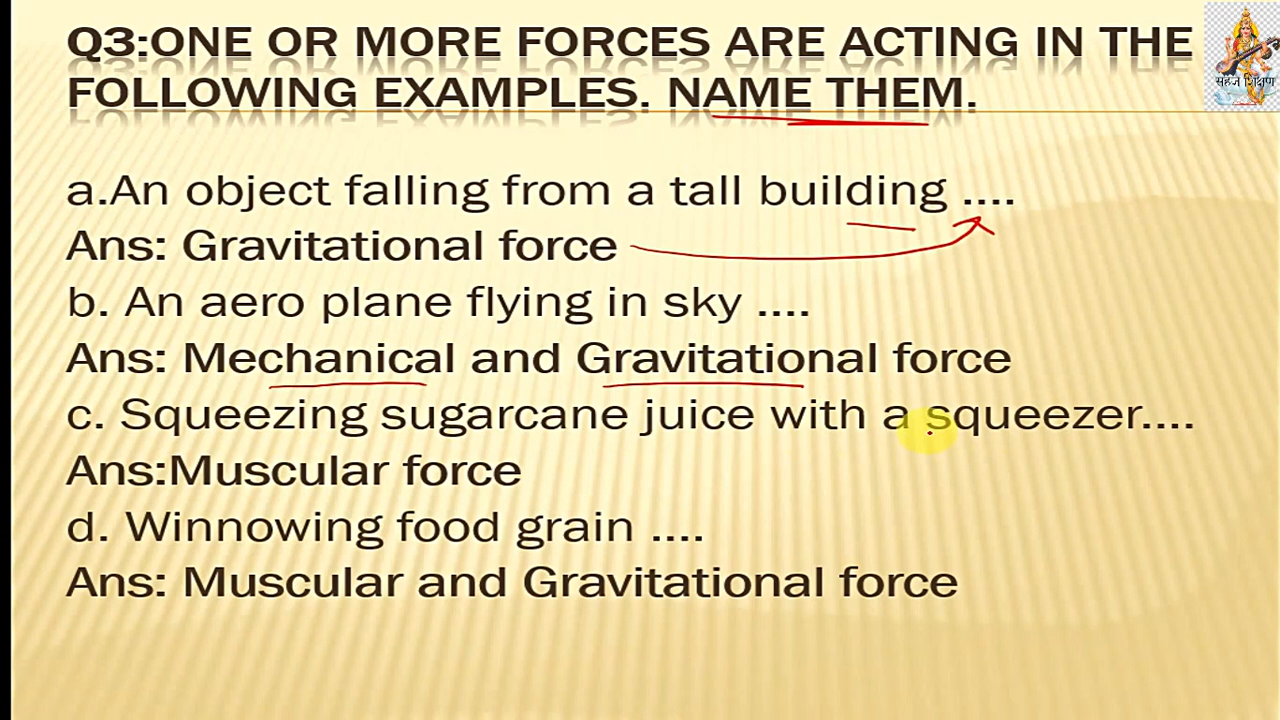 Q3:ONE OR MORE FORCES ARE ACTING IN THE
FOLLOWING EXAMPLES. NAME THEM.
सहज शिक्षण
a.An object falling from a tall building ....
Ans: Gravitational force
b. An aero plane flying in sky ....
Ans: Mechanical and Gravitational force
c. Squeezing sugarcane juice with a squeezer....
Ans:Muscular force
d. Winnowing food grain ....
Ans: Muscular and Gravitational force